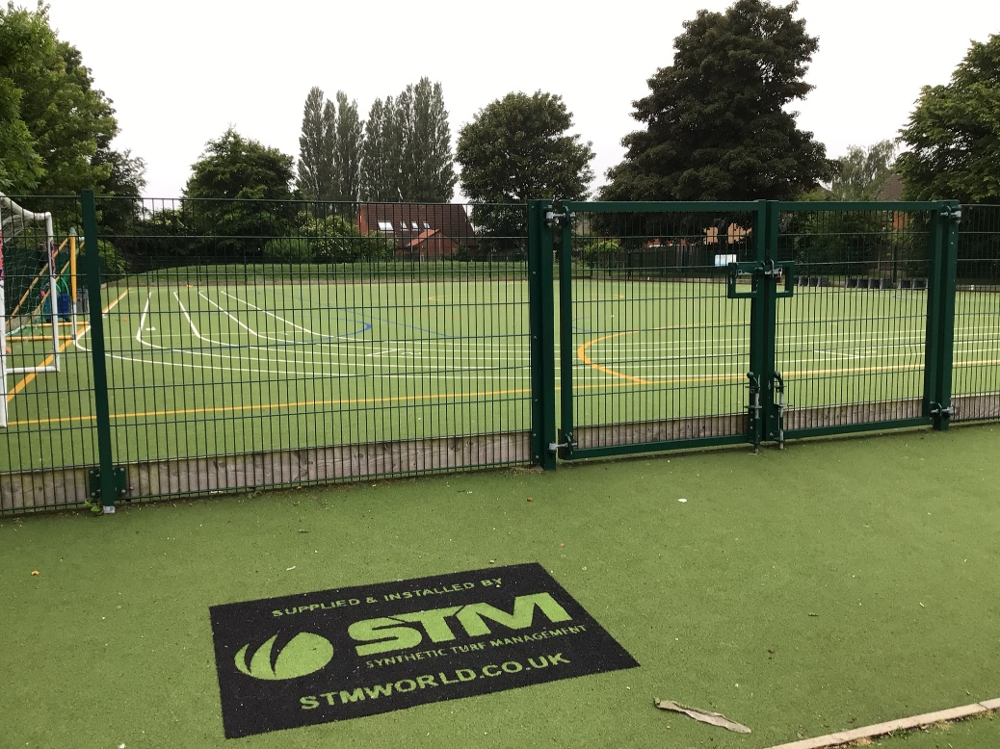 SUPPLIED & INSTALLED BY
STM
SYNTHETIC TURF MANAGEMENT
STMWORLD.CO.UK